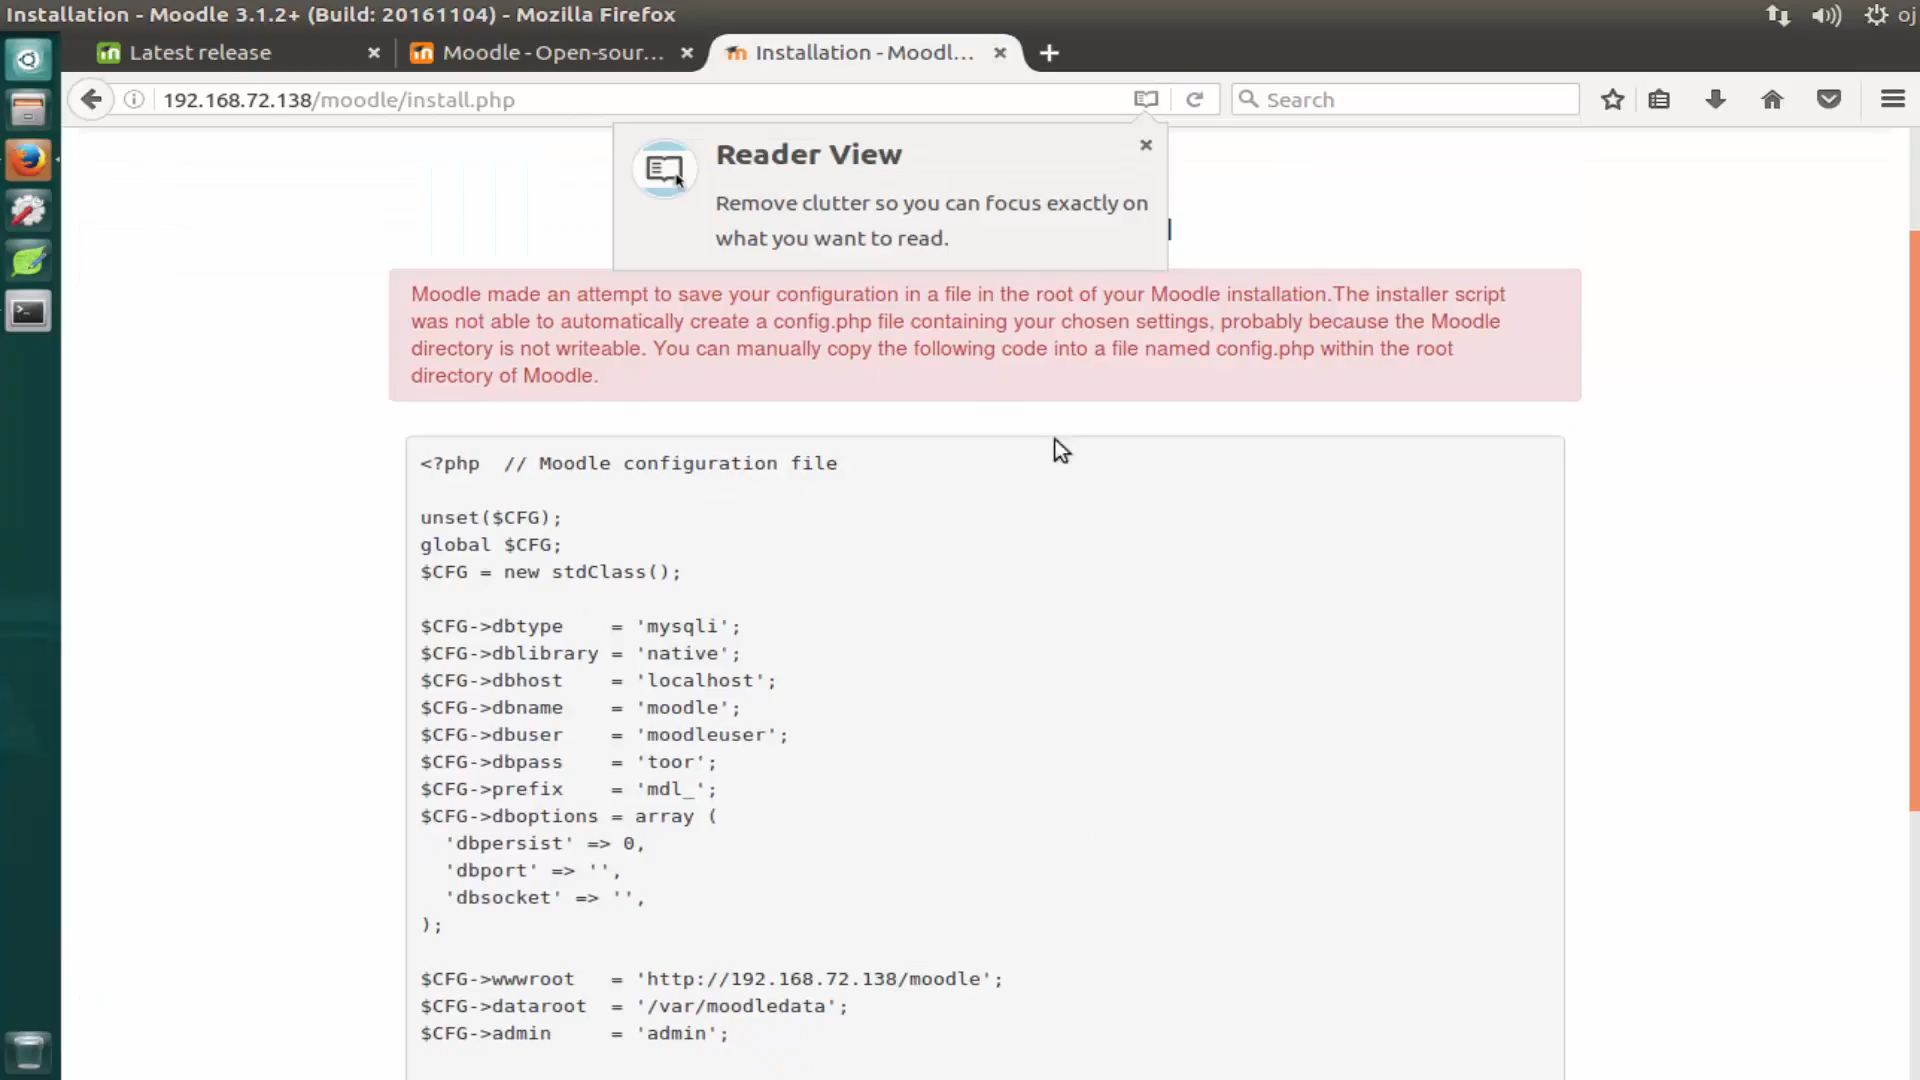 Installation - Moodle 3.1.2+ (Build: 20161104) - Mozilla Firefox
oj
Latest release
Moodle - Open-sour...
Installation - Moodl...
192.168.72.138/moodle/install.php
Search
Reader View
Remove clutter so you can focus exactly on
what you want to read.
Moodle made an attempt to save your configuration in a file in the root of your Moodle installation.The installer script
was not able to automatically create a config.php file containing your chosen settings, probably because the Moodle
directory is not writeable. You can manually copy the following code into a file named config.php within the root
directory of Moodle.
<?php  // Moodle configuration file
unset($CFG);
global $CFG;
$CFG = new stdClass();
$CFG->dbtype    = 'mysqli';
$CFG->dblibrary = 'native';
$CFG->dbhost    = 'localhost';
$CFG->dbname    = 'moodle';
$CFG->dbuser    = 'moodleuser';
$CFG->dbpass    = 'toor';
$CFG->prefix    = 'mdl_';
$CFG->dboptions = array (
  'dbpersist' => 0,
  'dbport' => '',
  'dbsocket' => '',
);
$CFG->wwwroot   = 'http://192.168.72.138/moodle';
$CFG->dataroot  = '/var/moodledata';
$CFG->admin     = 'admin';